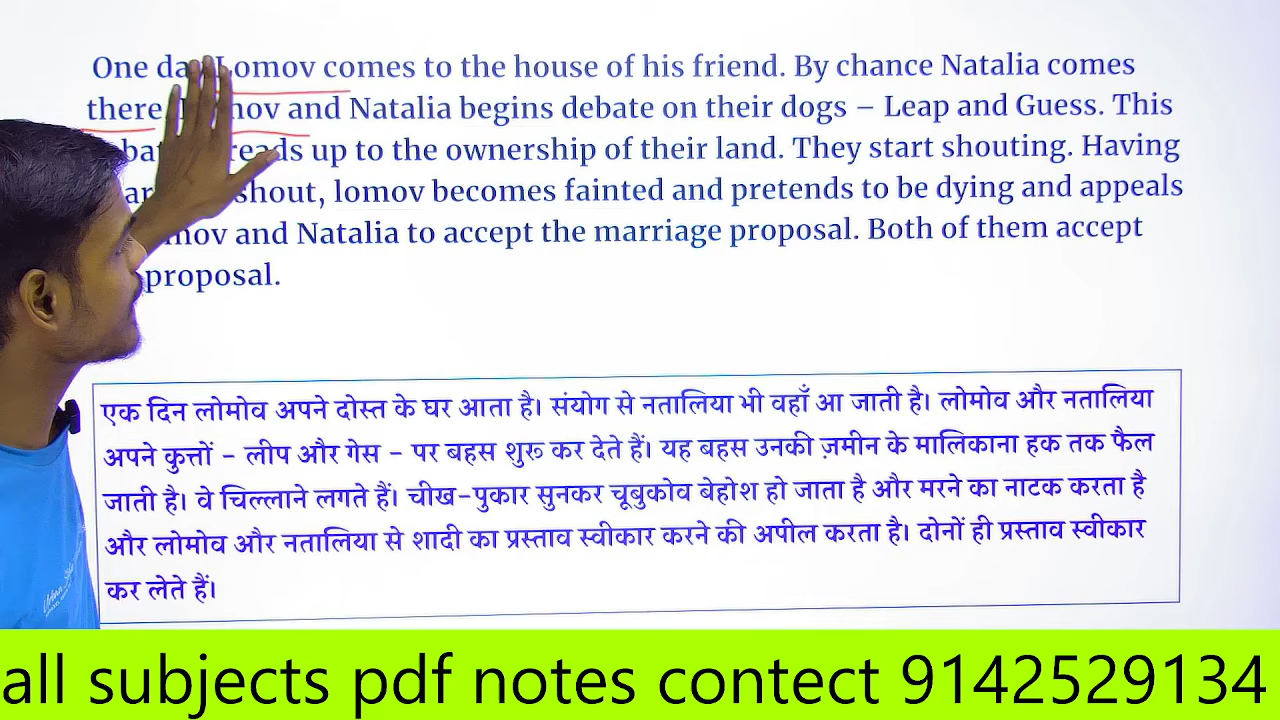 One day Lomov comes to the house of his friend. By chance Natalia comes
there. and Natalia begins debate on their dogs – Leap and Guess. This
up to the ownership of their land. They start shouting. Having
shout, lomov becomes fainted and pretends to be dying and appeals
and Natalia to accept the marriage proposal. Both of them accept
proposal.
एक दिन लोमोव अपने दोस्त के घर आता है। संयोग से नतालिया भी वहाँ आ जाती है। लोमोव और नतालिया
अपने कुत्तों – लीप और गेस – पर बहस शुरू कर देते हैं। यह बहस उनकी ज़मीन के मालिकाना हक तक फैल
जाती है। वे चिल्लाने लगते हैं। चीख-पुकार सुनकर चूबुकोव बेहोश हो जाता है और मरने का नाटक करता है
और लोमोव और नतालिया से शादी का प्रस्ताव स्वीकार करने की अपील करता है। दोनों ही प्रस्ताव स्वीकार
कर लेते हैं।
all subjects pdf notes contect 9142529134